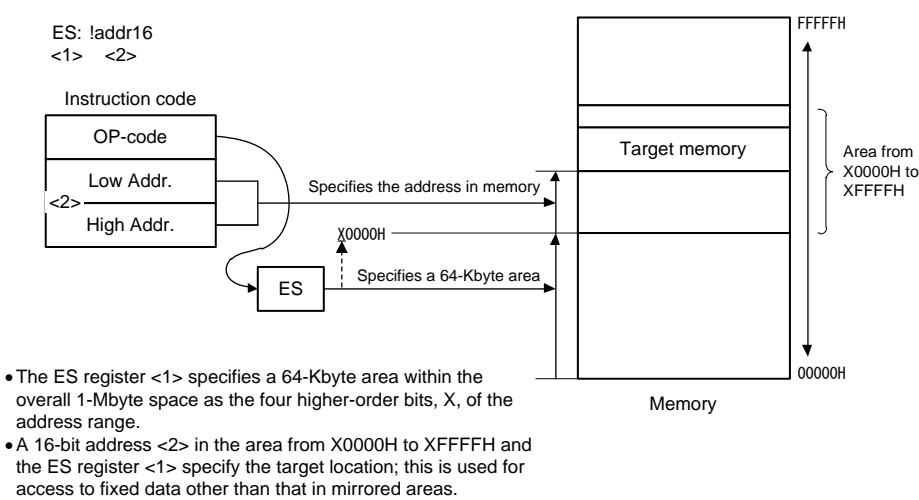 ES: !addr16
<1> <2>
Instruction code
OP-code
Low Addr.
<2>
High Addr.
ES
Specifies the address in memory
X0000H
Specifies a 64-Kbyte area
FFFFFH
Target memory
Area from
X0000H to
XFFFFH
00000H
Memory
• The ES register <1> specifies a 64-Kbyte area within the
overall 1-Mbyte space as the four higher-order bits, X, of the
address range.
• A 16-bit address <2> in the area from X0000H to XFFFFH and
the ES register <1> specify the target location; this is used for
access to fixed data other than that in mirrored areas.